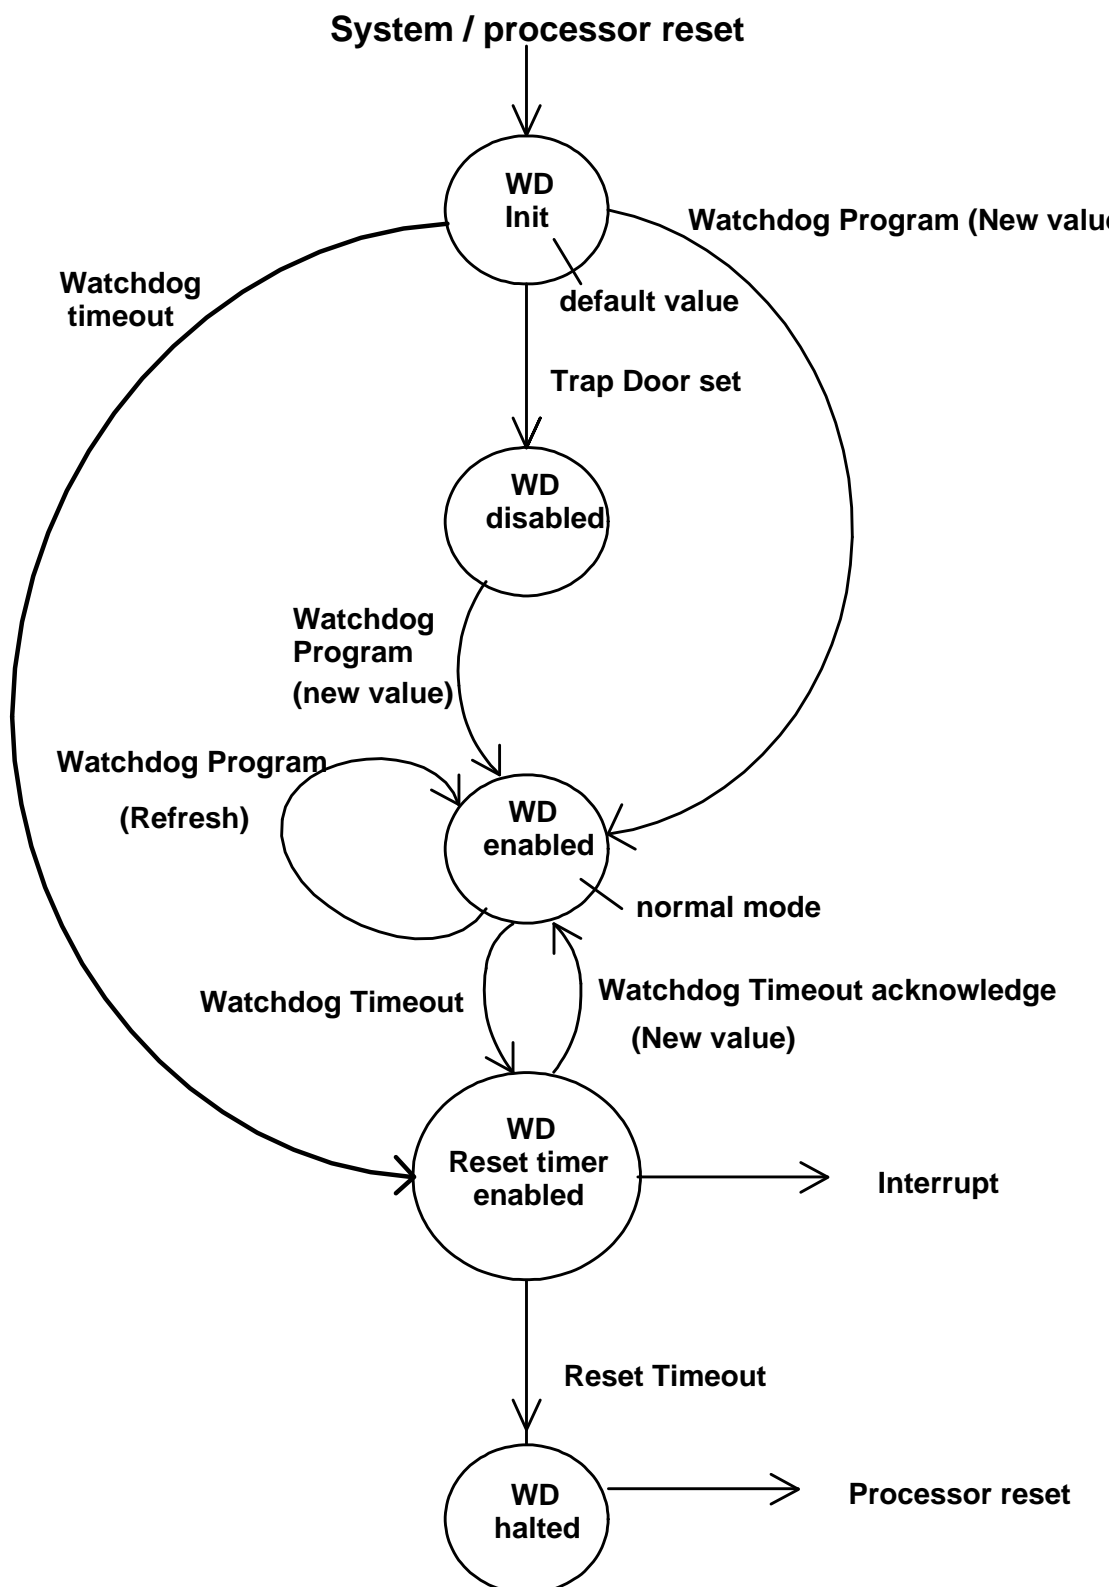 System / processor reset
WD
Init
Watchdog Program (New value
Watchdog
timeout
default value
Trap Door set
WD
disabled
Watchdog
Program
(new value)
Watchdog Program
(Refresh)
WD
enabled
normal mode
Watchdog Timeout
Watchdog Timeout acknowledge
(New value)
WD
Reset timer
enabled
Interrupt
Reset Timeout
WD
halted
Processor reset